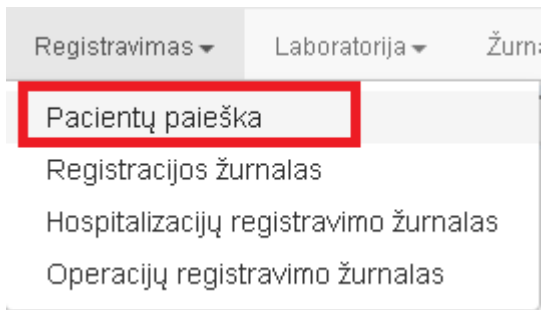 Registravimas Laboratorija
Pacientų paieška
Registracijos žurnalas
Hospitalizacijų registravimo žurnalas
Operacijų registravimo žurnalas